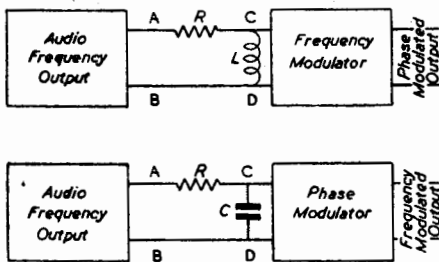 Audio
Frequency
Output
A
R
C
L
B
D
Frequency
Modulator
Phase
Modulated
Output
Audio
Frequency
Output
A
R
C
C
B
D
Phase
Modulator
Frequency
Modulated
Output